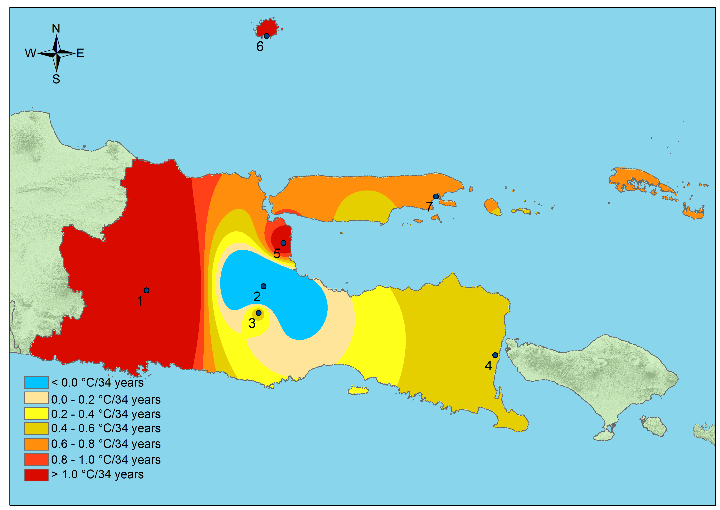 N
W E
S
6
7
5
1
2
3
4
< 0.0 °C/34 years
0.0 - 0.2 °C/34 years
0.2 - 0.4 °C/34 years
0.4 - 0.6 °C/34 years
0.6 - 0.8 °C/34 years
0.8 - 1.0 °C/34 years
> 1.0 °C/34 years